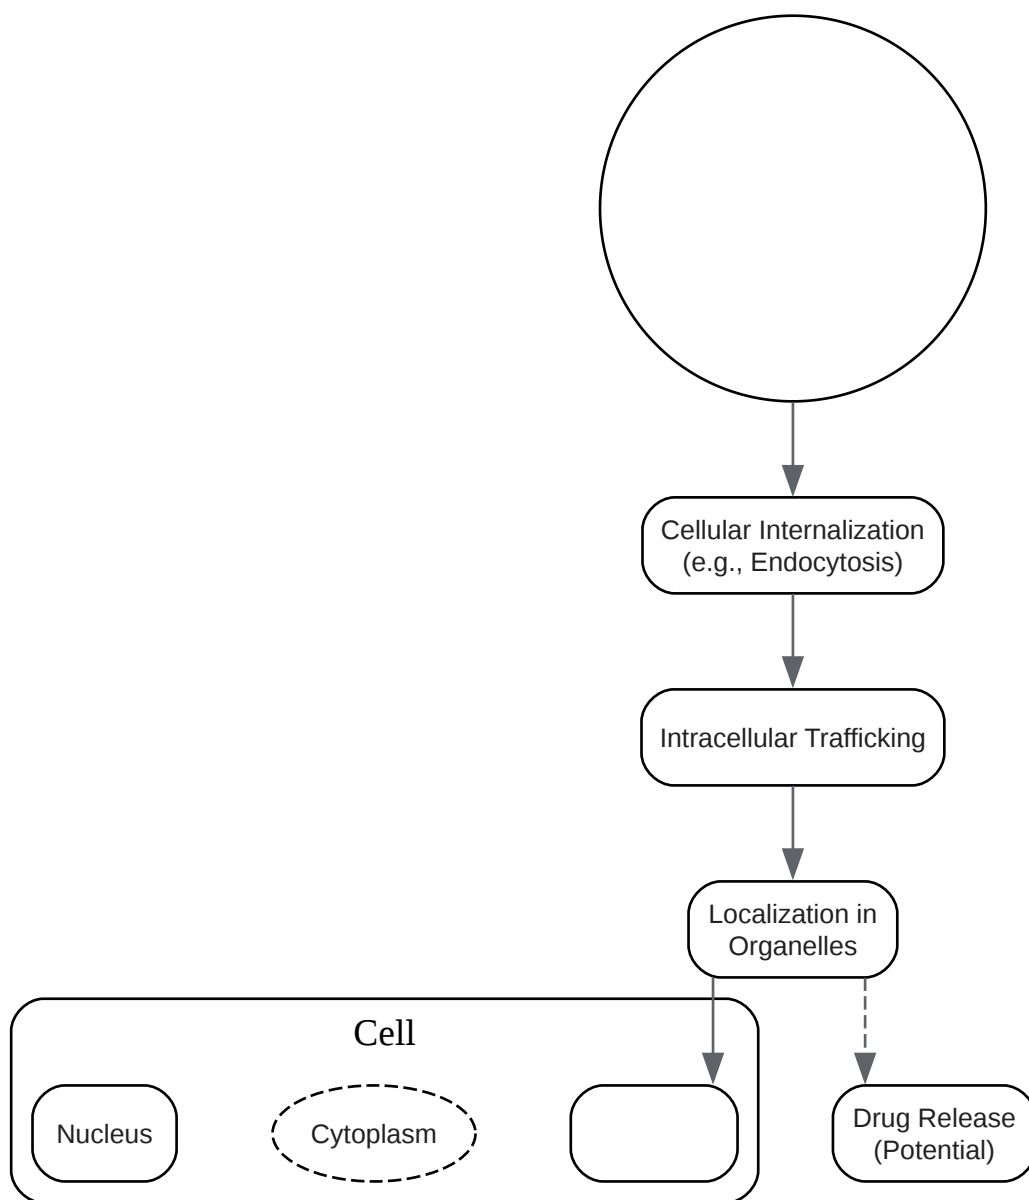 Cellular Internalization
(e.g., Endocytosis)
Intracellular Trafficking
Localization in
Organelles
Cell
Nucleus
Cytoplasm
Drug Release
(Potential)